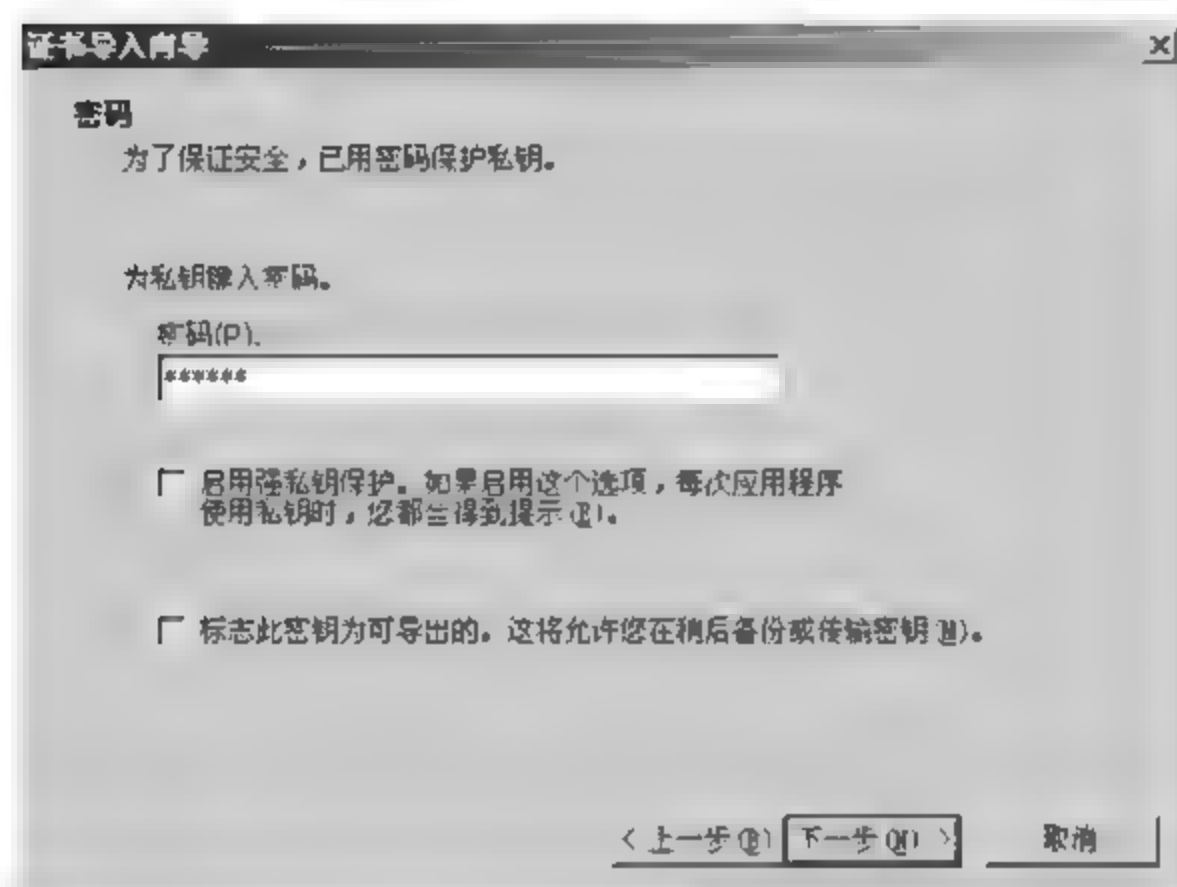 证书导入向导
密码
为了保证安全，已用密码保护私钥。
为私钥键入密码。
密码(P)。
******
启用强私钥保护。如果启用这个选项，每次应用程序
使用私钥时，您都会得到提示(E)。
标志此密钥为可导出的。这将允许您在稍后备份或传输密钥(M)。
< 上一步(B)
下一步(N) >
取消